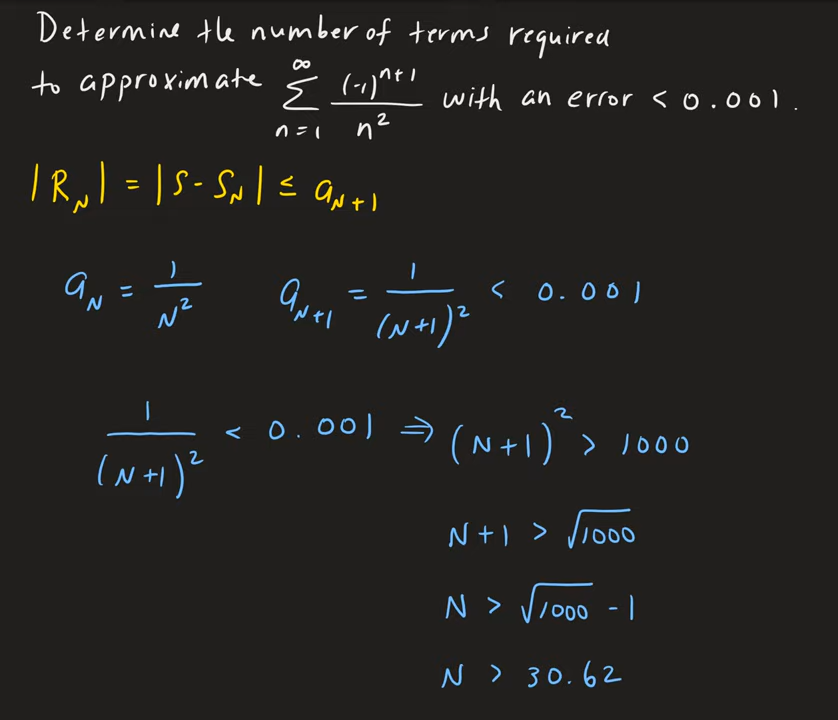 Determine the number of terms required
to approximate ∑_{n=1}^{∞} (-1)^{n+1}/n² with an error < 0.001.
|R_N| = |S - S_N| ≤ a_{N+1}
a_N = 1/N²    a_{N+1} = 1/(N+1)² < 0.001
1/(N+1)² < 0.001 ⇒ (N+1)² > 1000
N+1 > √1000
N > √1000 - 1
N > 30.62